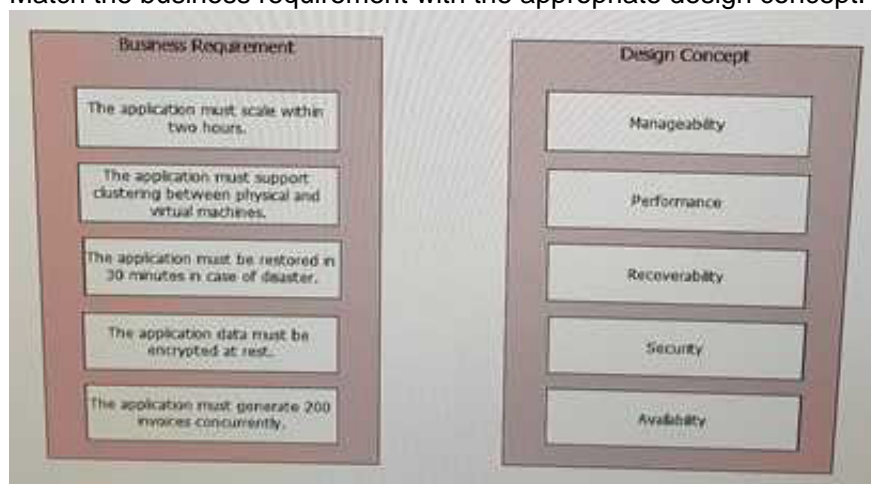 Match the business requirement with the appropriate design concept.
Business Requirement
The application must scale within
two hours.
The application must support
clustering between physical and
virtual machines.
The application must be restored in
30 minutes in case of disaster.
The application data must be
encrypted at rest.
The application must generate 200
invoices concurrently.
Design Concept
Manageability
Performance
Recoverability
Security
Availability